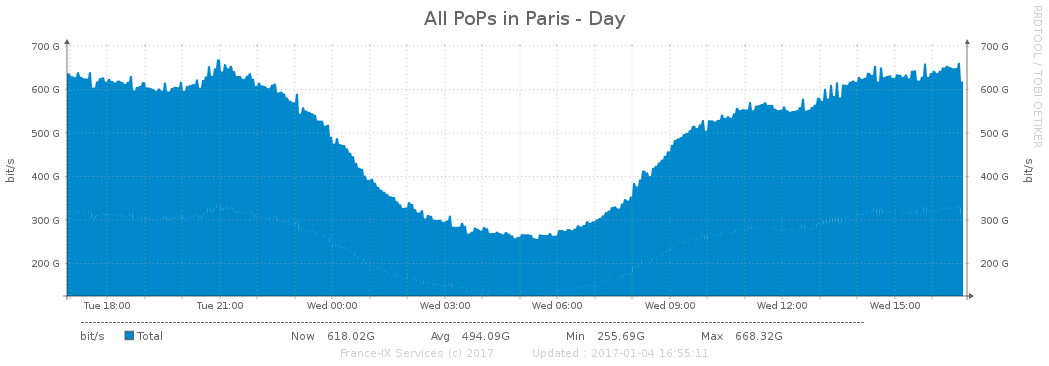 All PoPs in Paris - Day
RRDTOOL / TOBI OETIKER
700 G 700 G
600 G 600 G
500 G 500 G
400 G 400 G
300 G 300 G
200 G 200 G
bit/s bit/s
Tue 18:00 Tue 21:00 Wed 00:00 Wed 03:00 Wed 06:00 Wed 09:00 Wed 12:00 Wed 15:00
bit/s Total Now 618.02G Avg 494.09G Min 255.69G Max 668.32G
France-IX Services (c) 2017 Updated : 2017-01-04 16:55:11